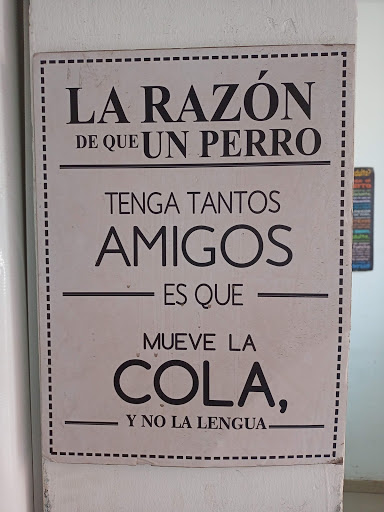 LA RAZÓN
DE QUE UN PERRO
TENGA TANTOS
AMIGOS
ES QUE
MUEVE LA
COLA,
Y NO LA LENGUA